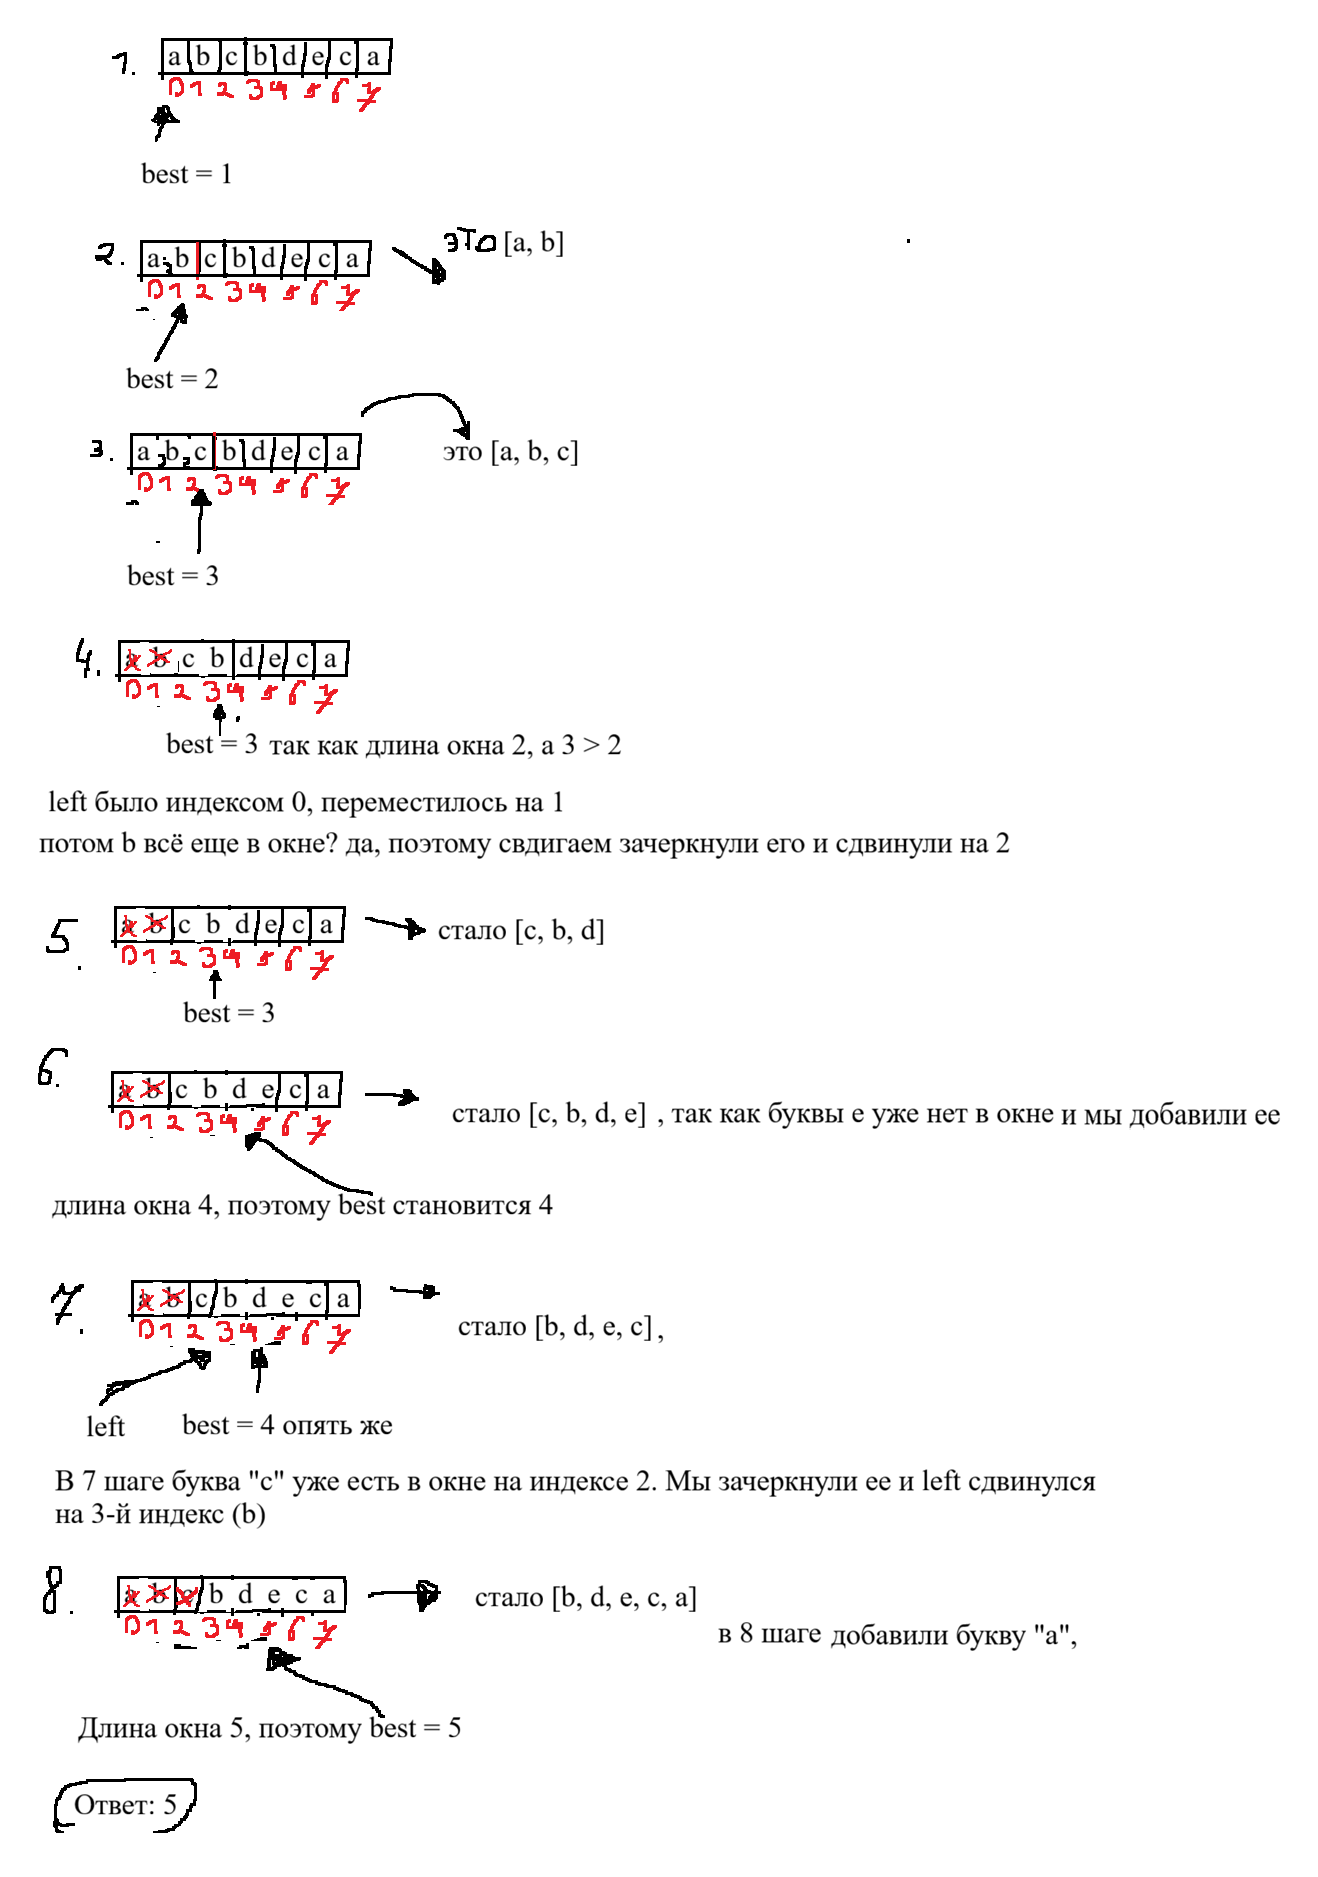 1. a b c b d e c a
0 1 2 3 4 5 6 7
best = 1
2. a, b c b d e c a
это [a, b]
0 1 2 3 4 5 6 7
best = 2
3. a, b, c b d e c a
это [a, b, c]
0 1 2 3 4 5 6 7
best = 3
4. a b c b d e c a
0 1 2 3 4 5 6 7
best = 3 так как длина окна 2, а 3 > 2
left было индексом 0, переместилось на 1
потом b всё еще в окне? да, поэтому свдигаем зачеркнули его и сдвинули на 2
5. a b c b d e c a
стало [c, b, d]
0 1 2 3 4 5 6 7
best = 3
6. a b c b d e c a
0 1 2 3 4 5 6 7
стало [c, b, d, e] , так как буквы е уже нет в окне и мы добавили ее
длина окна 4, поэтому best становится 4
7. a b c b d e c a
0 1 2 3 4 5 6 7
стало [b, d, e, c] ,
left best = 4 опять же
В 7 шаге буква "с" уже есть в окне на индексе 2. Мы зачеркнули ее и left сдвинулся
на 3-й индекс (b)
8. a b c b d e c a
стало [b, d, e, c, a]
0 1 2 3 4 5 6 7
в 8 шаге добавили букву "а",
Длина окна 5, поэтому best = 5
Ответ: 5